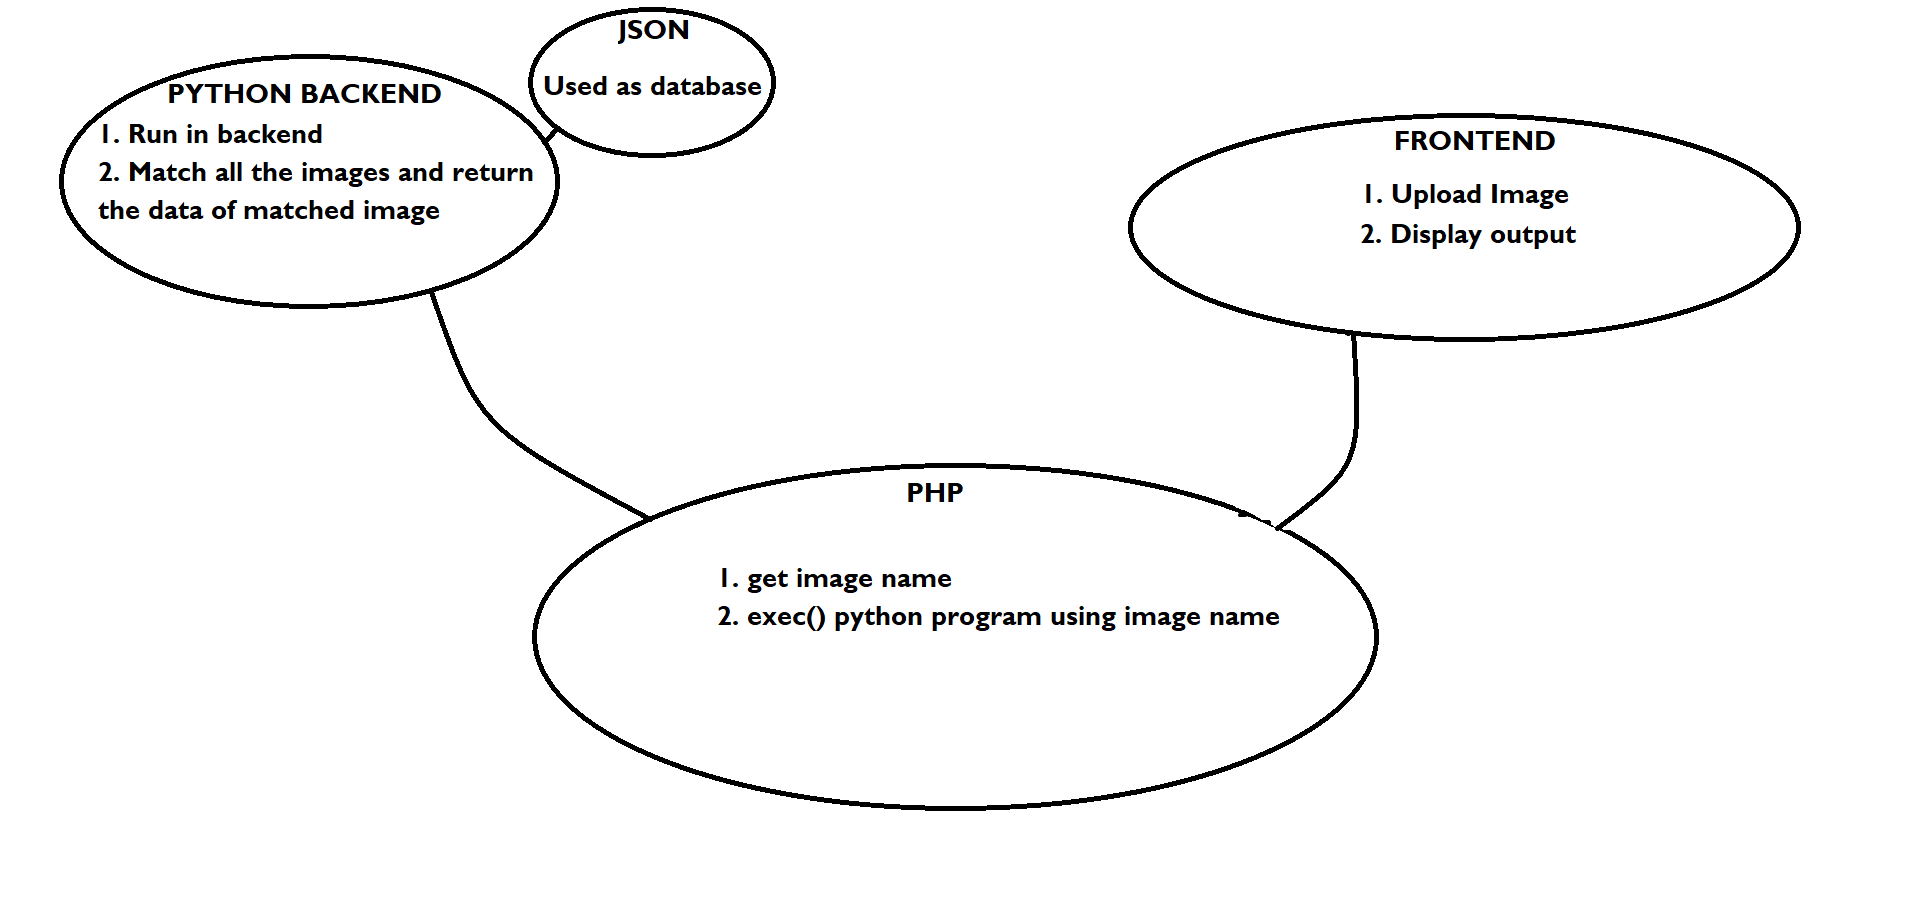 JSON
Used as database
PYTHON BACKEND
1. Run in backend
2. Match all the images and return
the data of matched image
FRONTEND
1. Upload Image
2. Display output
PHP
1. get image name
2. exec() python program using image name